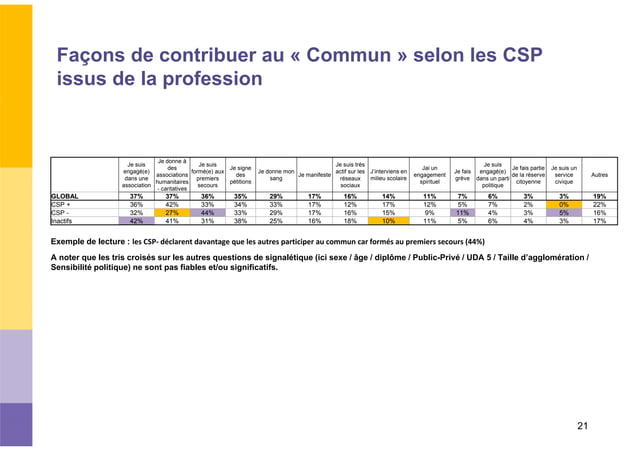 Façons de contribuer au « Commun » selon les CSP
issus de la profession
Je suis engagé(e) dans une association | Je donne à des associations humanitaires - caritatives | Je suis formé(e) aux premiers secours | Je signe des pétitions | Je donne mon sang | Je manifeste | Je suis très actif sur les réseaux sociaux | J'interviens en milieu scolaire | Jai un engagement spirituel | Je fais grève | Je suis engagé(e) dans un parti politique | Je fais partie de la réserve citoyenne | Je suis un service civique | Autres
GLOBAL 37% 37% 36% 35% 29% 17% 16% 14% 11% 7% 6% 3% 3% 19%
CSP + 36% 42% 33% 34% 33% 17% 12% 17% 12% 5% 7% 2% 0% 22%
CSP - 32% 27% 44% 33% 29% 17% 16% 15% 9% 11% 4% 3% 5% 16%
Inactifs 42% 41% 31% 38% 25% 16% 18% 10% 11% 5% 6% 4% 3% 17%
Exemple de lecture : les CSP- déclarent davantage que les autres participer au commun car formés au premiers secours (44%)
A noter que les tris croisés sur les autres questions de signalétique (ici sexe / âge / diplôme / Public-Privé / UDA 5 / Taille d'agglomération /
Sensibilité politique) ne sont pas fiables et/ou significatifs.
21